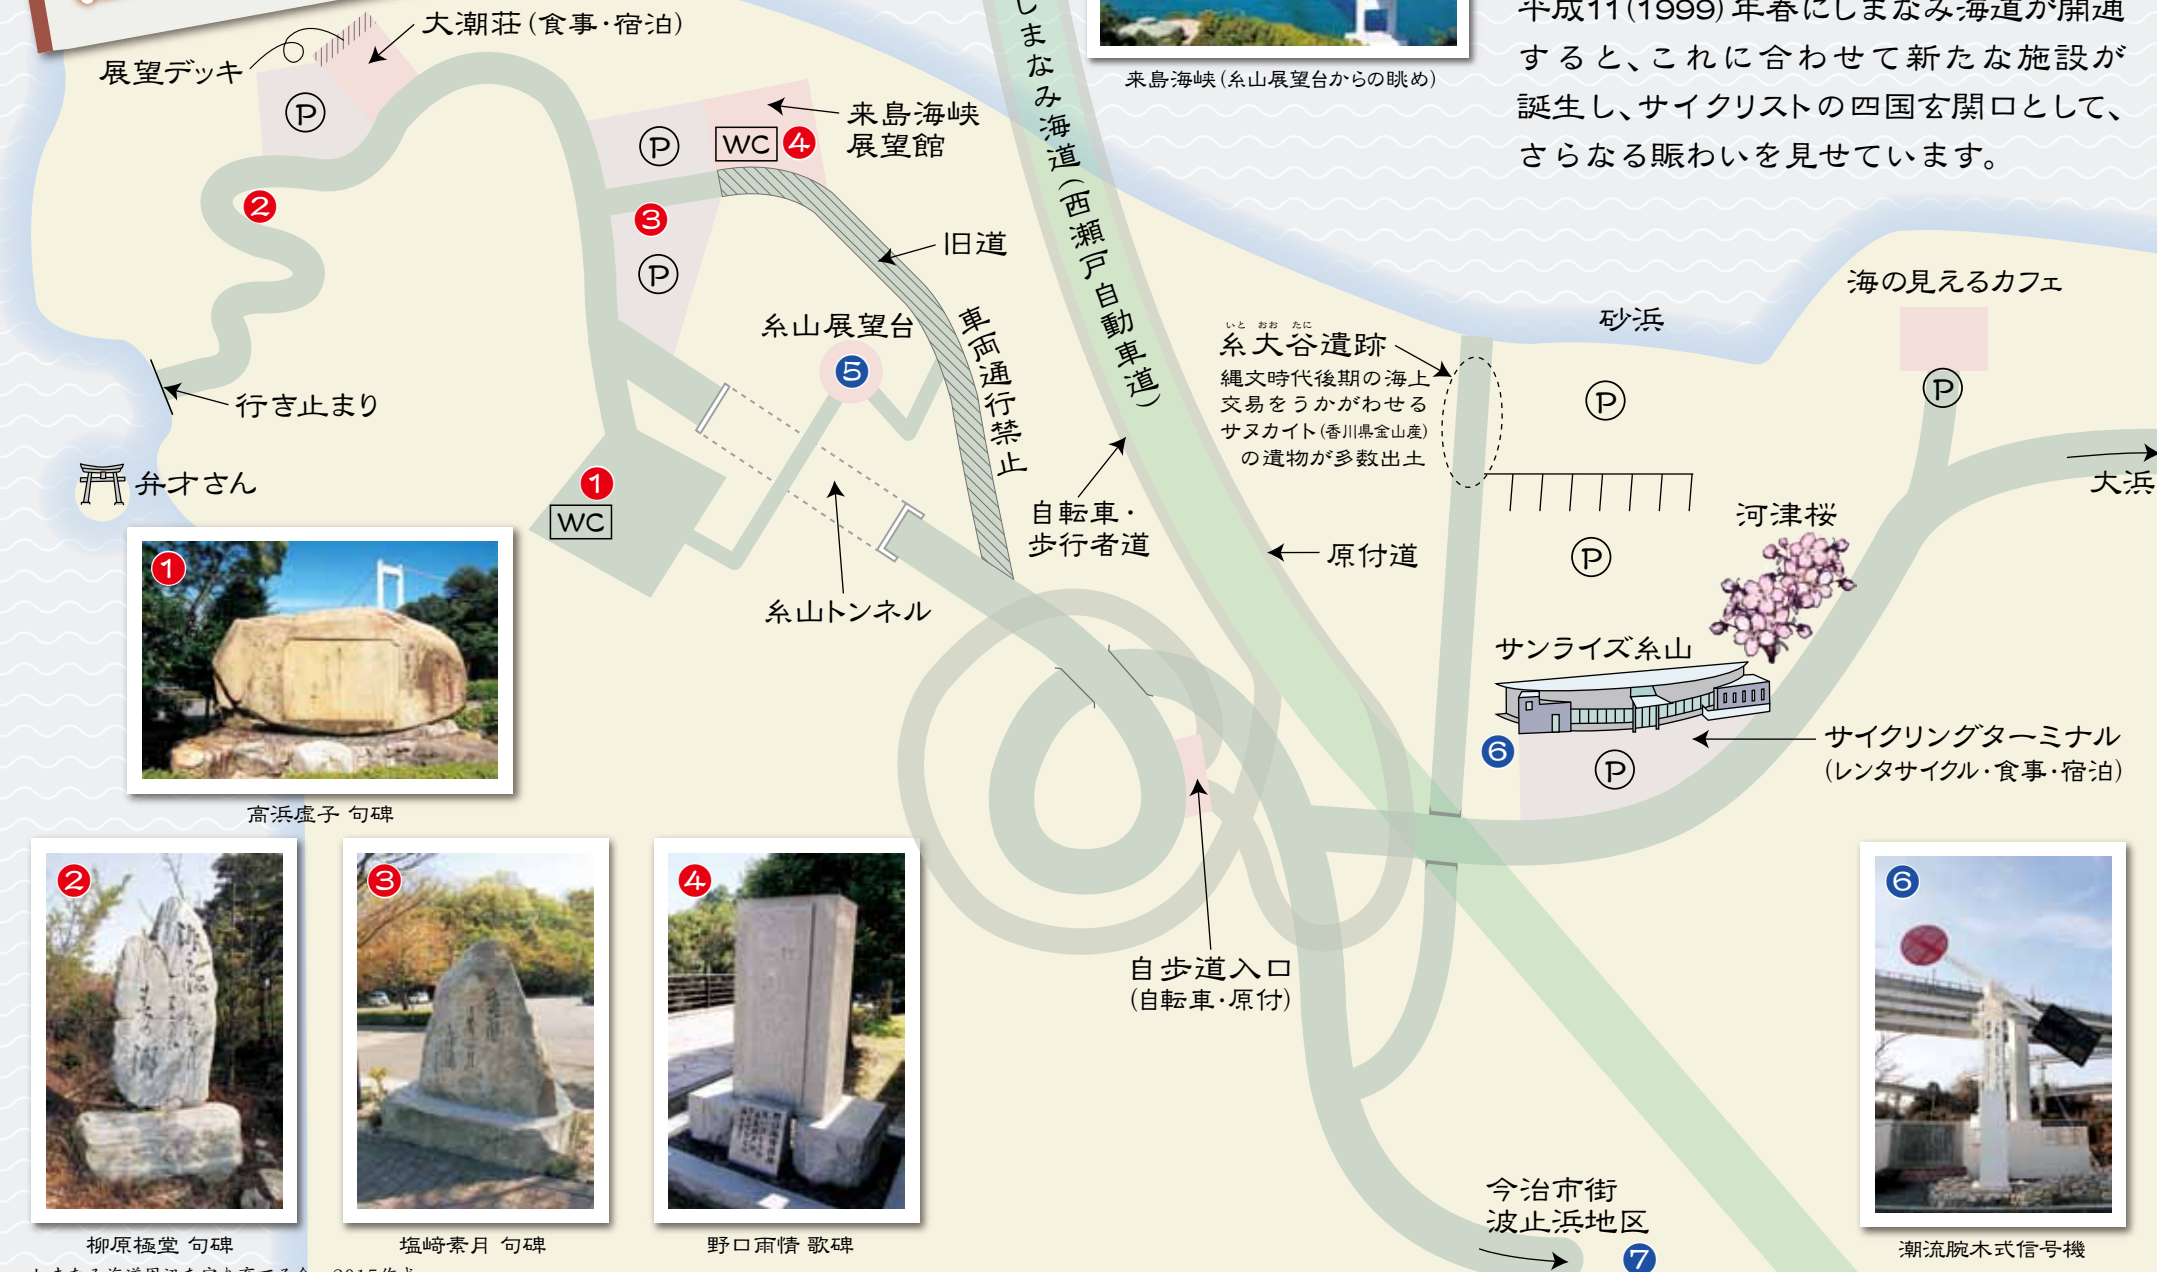 大潮荘(食事・宿泊)
展望デッキ
P
行き止まり
弁才さん
2
P
WC
4
来島海峡
展望館
3
P
旧道
車両通行禁止
糸山展望台
5
1
WC
糸山トンネル
しまなみ海道(西瀬戸自動車道)
来島海峡(糸山展望台からの眺め)
平成11(1999)年春にしまなみ海道が開通
すると、これに合わせて新たな施設が
誕生し、サイクリストの四国玄関口として、
さらなる賑わいを見せています。
いと おお たに
糸大谷遺跡
縄文時代後期の海上
交易をうかがわせる
サヌカイト(香川県金山産)
の遺物が多数出土
砂浜
海の見えるカフェ
P
P
大浜
自転車・
歩行者道
原付道
P
河津桜
サンライズ糸山
6
P
サイクリングターミナル
(レンタサイクル・食事・宿泊)
自歩道入口
(自転車・原付)
今治市街
波止浜地区
7
1
高浜虚子 句碑
2
柳原極堂 句碑
3
塩崎素月 句碑
4
野口雨情 歌碑
6
潮流腕木式信号機